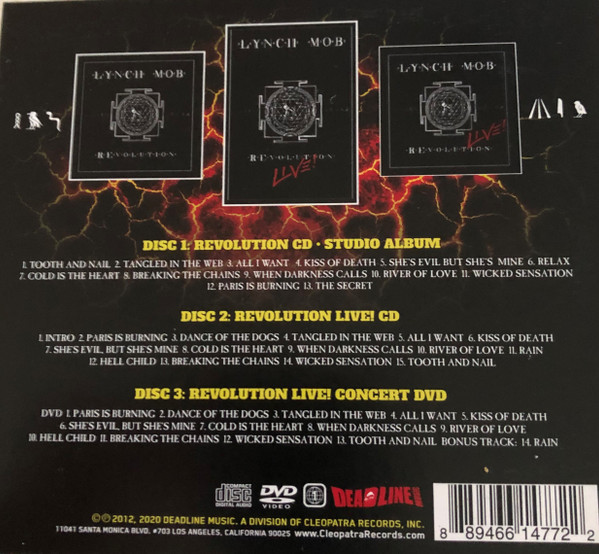 LYNCH MOB
REVOLUTION
LYNCH MOB
REVOLUTION
LIVE!
LYNCH MOB
REVOLUTION
LIVE!
DISC 1: REVOLUTION CD · STUDIO ALBUM
1. TOOTH AND NAIL 2. TANGLED IN THE WEB 3. ALL I WANT 4. KISS OF DEATH 5. SHE'S EVIL BUT SHE'S MINE 6. RELAX
7. COLD IS THE HEART 8. BREAKING THE CHAINS 9. WHEN DARKNESS CALLS 10. RIVER OF LOVE 11. WICKED SENSATION
12. PARIS IS BURNING 13. THE SECRET
DISC 2: REVOLUTION LIVE! CD
1. INTRO 2. PARIS IS BURNING 3. DANCE OF THE DOGS 4. TANGLED IN THE WEB 5. ALL I WANT 6. KISS OF DEATH
7. SHE'S EVIL, BUT SHE'S MINE 8. COLD IS THE HEART 9. WHEN DARKNESS CALLS 10. RIVER OF LOVE 11. RAIN
12. HELL CHILD 13. BREAKING THE CHAINS 14. WICKED SENSATION 15. TOOTH AND NAIL
DISC 3: REVOLUTION LIVE! CONCERT DVD
DVD 1. PARIS IS BURNING 2. DANCE OF THE DOGS 3. TANGLED IN THE WEB 4. ALL I WANT 5. KISS OF DEATH
6. SHE'S EVIL, BUT SHE'S MINE 7. COLD IS THE HEART 8. WHEN DARKNESS CALLS 9. RIVER OF LOVE
10. HELL CHILD 11. BREAKING THE CHAINS 12. WICKED SENSATION 13. TOOTH AND NAIL BONUS TRACK: 14. RAIN
COMPACT disc DIGITAL AUDIO DVD VIDEO DEADLINE
©℗ 2012, 2020 DEADLINE MUSIC. A DIVISION OF CLEOPATRA RECORDS, INC.
11041 SANTA MONICA BLVD. #703 LOS ANGELES, CALIFORNIA 90025 www.CleopatraRecords.com
8 89466 14772 2